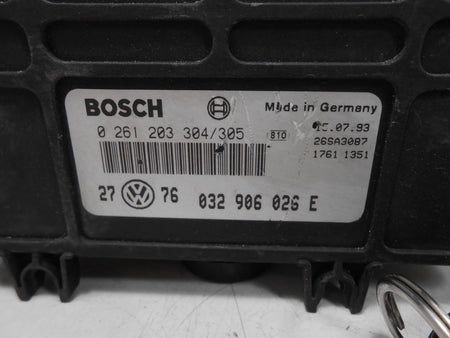 BOSCH Made in Germany
0 261 203 304/305 810 15.07.93
26SA3087
1761 1351
27 VW 76 032 906 026 E